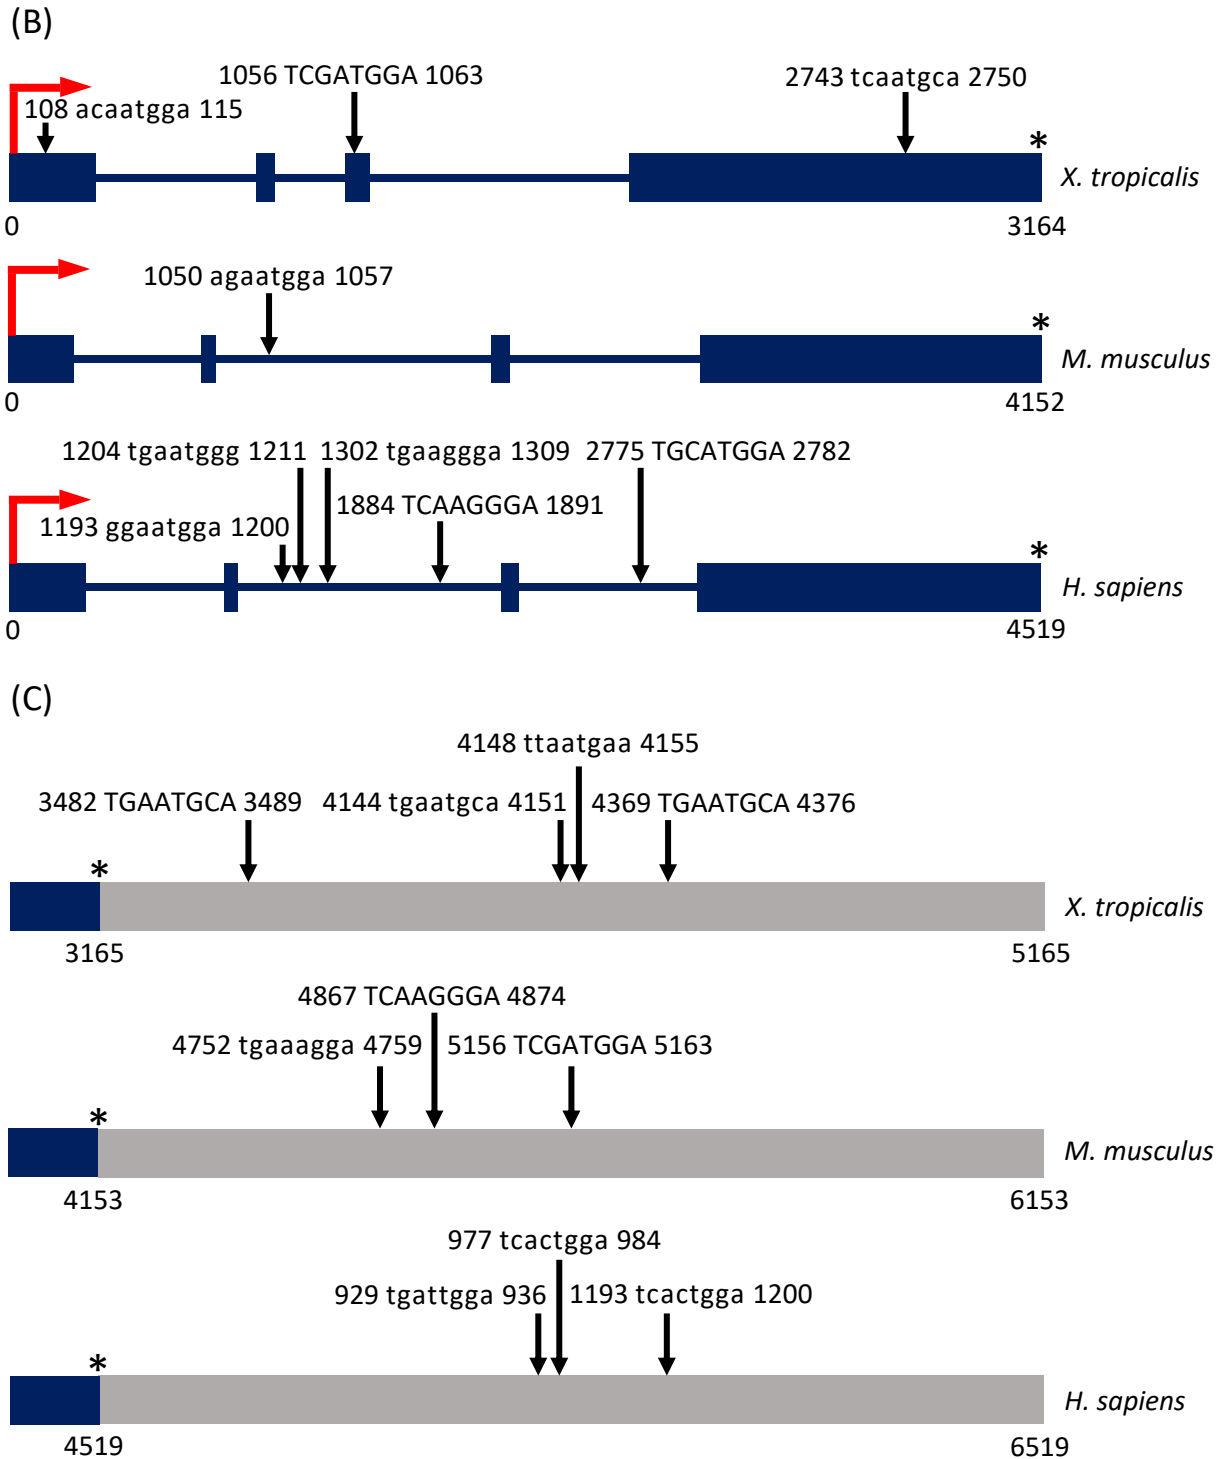 (B)
1056 TCGATGGA 1063
2743 tcaatgca 2750
108 acaatgga 115
*
X. tropicalis
0
3164
1050 agaatgga 1057
*
M. musculus
0
4152
1204 tgaatggg 1211
1302 tgaaggga 1309
2775 TGCATGGA 2782
1884 TCAAGGGA 1891
1193 ggaatgga 1200
*
H. sapiens
0
4519
(C)
4148 ttaatgaa 4155
3482 TGAATGCA 3489
4144 tgaatgca 4151
4369 TGAATGCA 4376
*
X. tropicalis
3165
5165
4867 TCAAGGGA 4874
4752 tgaaagga 4759
5156 TCGATGGA 5163
*
M. musculus
4153
6153
977 tcactgga 984
929 tgattgga 936
1193 tcactgga 1200
*
H. sapiens
4519
6519